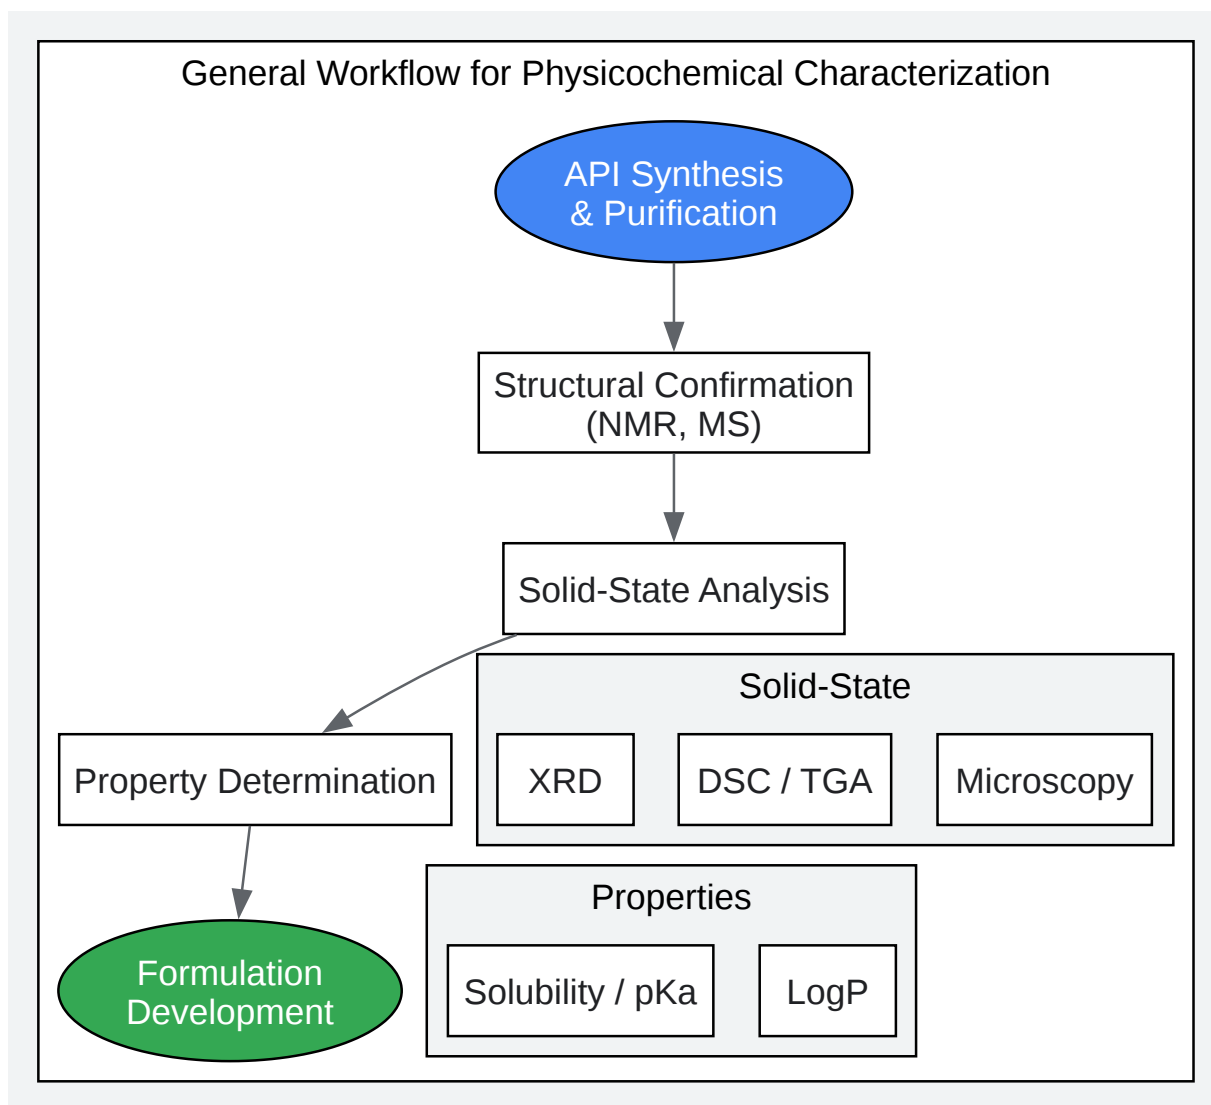 General Workflow for Physicochemical Characterization
API Synthesis
& Purification
Structural Confirmation
(NMR, MS)
Solid-State Analysis
Solid-State
Property Determination
XRD
DSC / TGA
Microscopy
Properties
Formulation
Development
Solubility / pKa
LogP